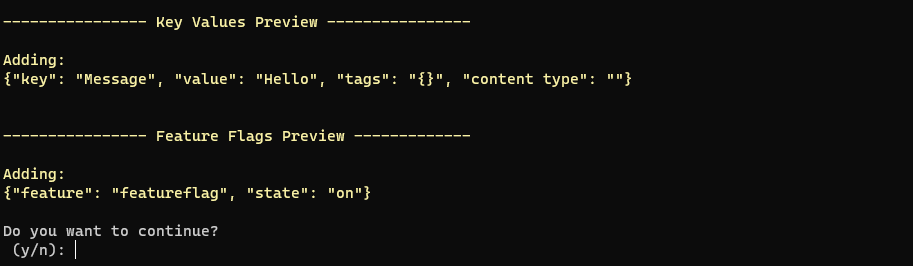 ---------------- Key Values Preview ----------------
Adding:
{"key": "Message", "value": "Hello", "tags": "{}", "content type": ""}
---------------- Feature Flags Preview -------------
Adding:
{"feature": "featureflag", "state": "on"}
Do you want to continue?
(y/n):